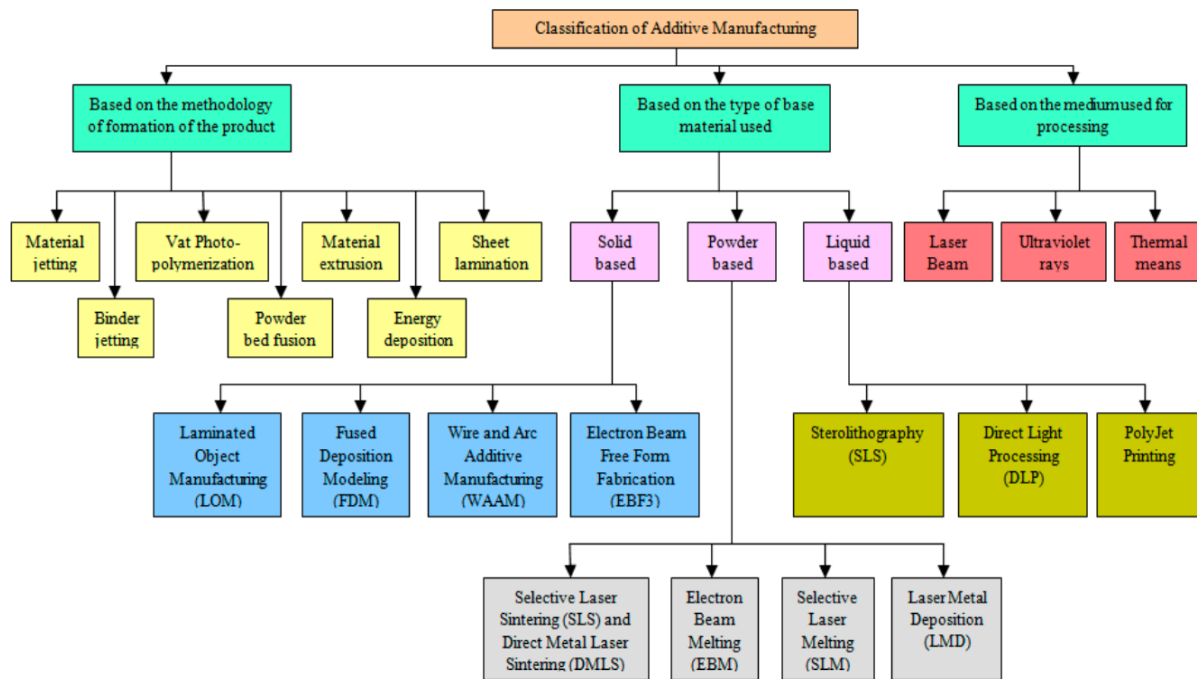 Classification of Additive Manufacturing
Based on the methodology
of formation of the product
Based on the type of base
material used
Based on the mediumused for
processing
Material
jetting
Vat Photo-
polymerization
Material
extrusion
Sheet
lamination
Solid
based
Powder
based
Liquid
based
Laser
Beam
Ultraviolet
rays
Thermal
means
Binder
jetting
Powder
bed fusion
Energy
deposition
Laminated
Object
Manufacturing
(LOM)
Fused
Deposition
Modeling
(FDM)
Wire and Arc
Additive
Manufacturing
(WAAM)
Electron Beam
Free Form
Fabrication
(EBF3)
Sterolithography
(SLS)
Direct Light
Processing
(DLP)
PolyJet
Printing
Selective Laser
Sintering (SLS) and
Direct Metal Laser
Sintering (DMLS)
Electron
Beam
Melting
(EBM)
Selective
Laser
Melting
(SLM)
Laser Metal
Deposition
(LMD)